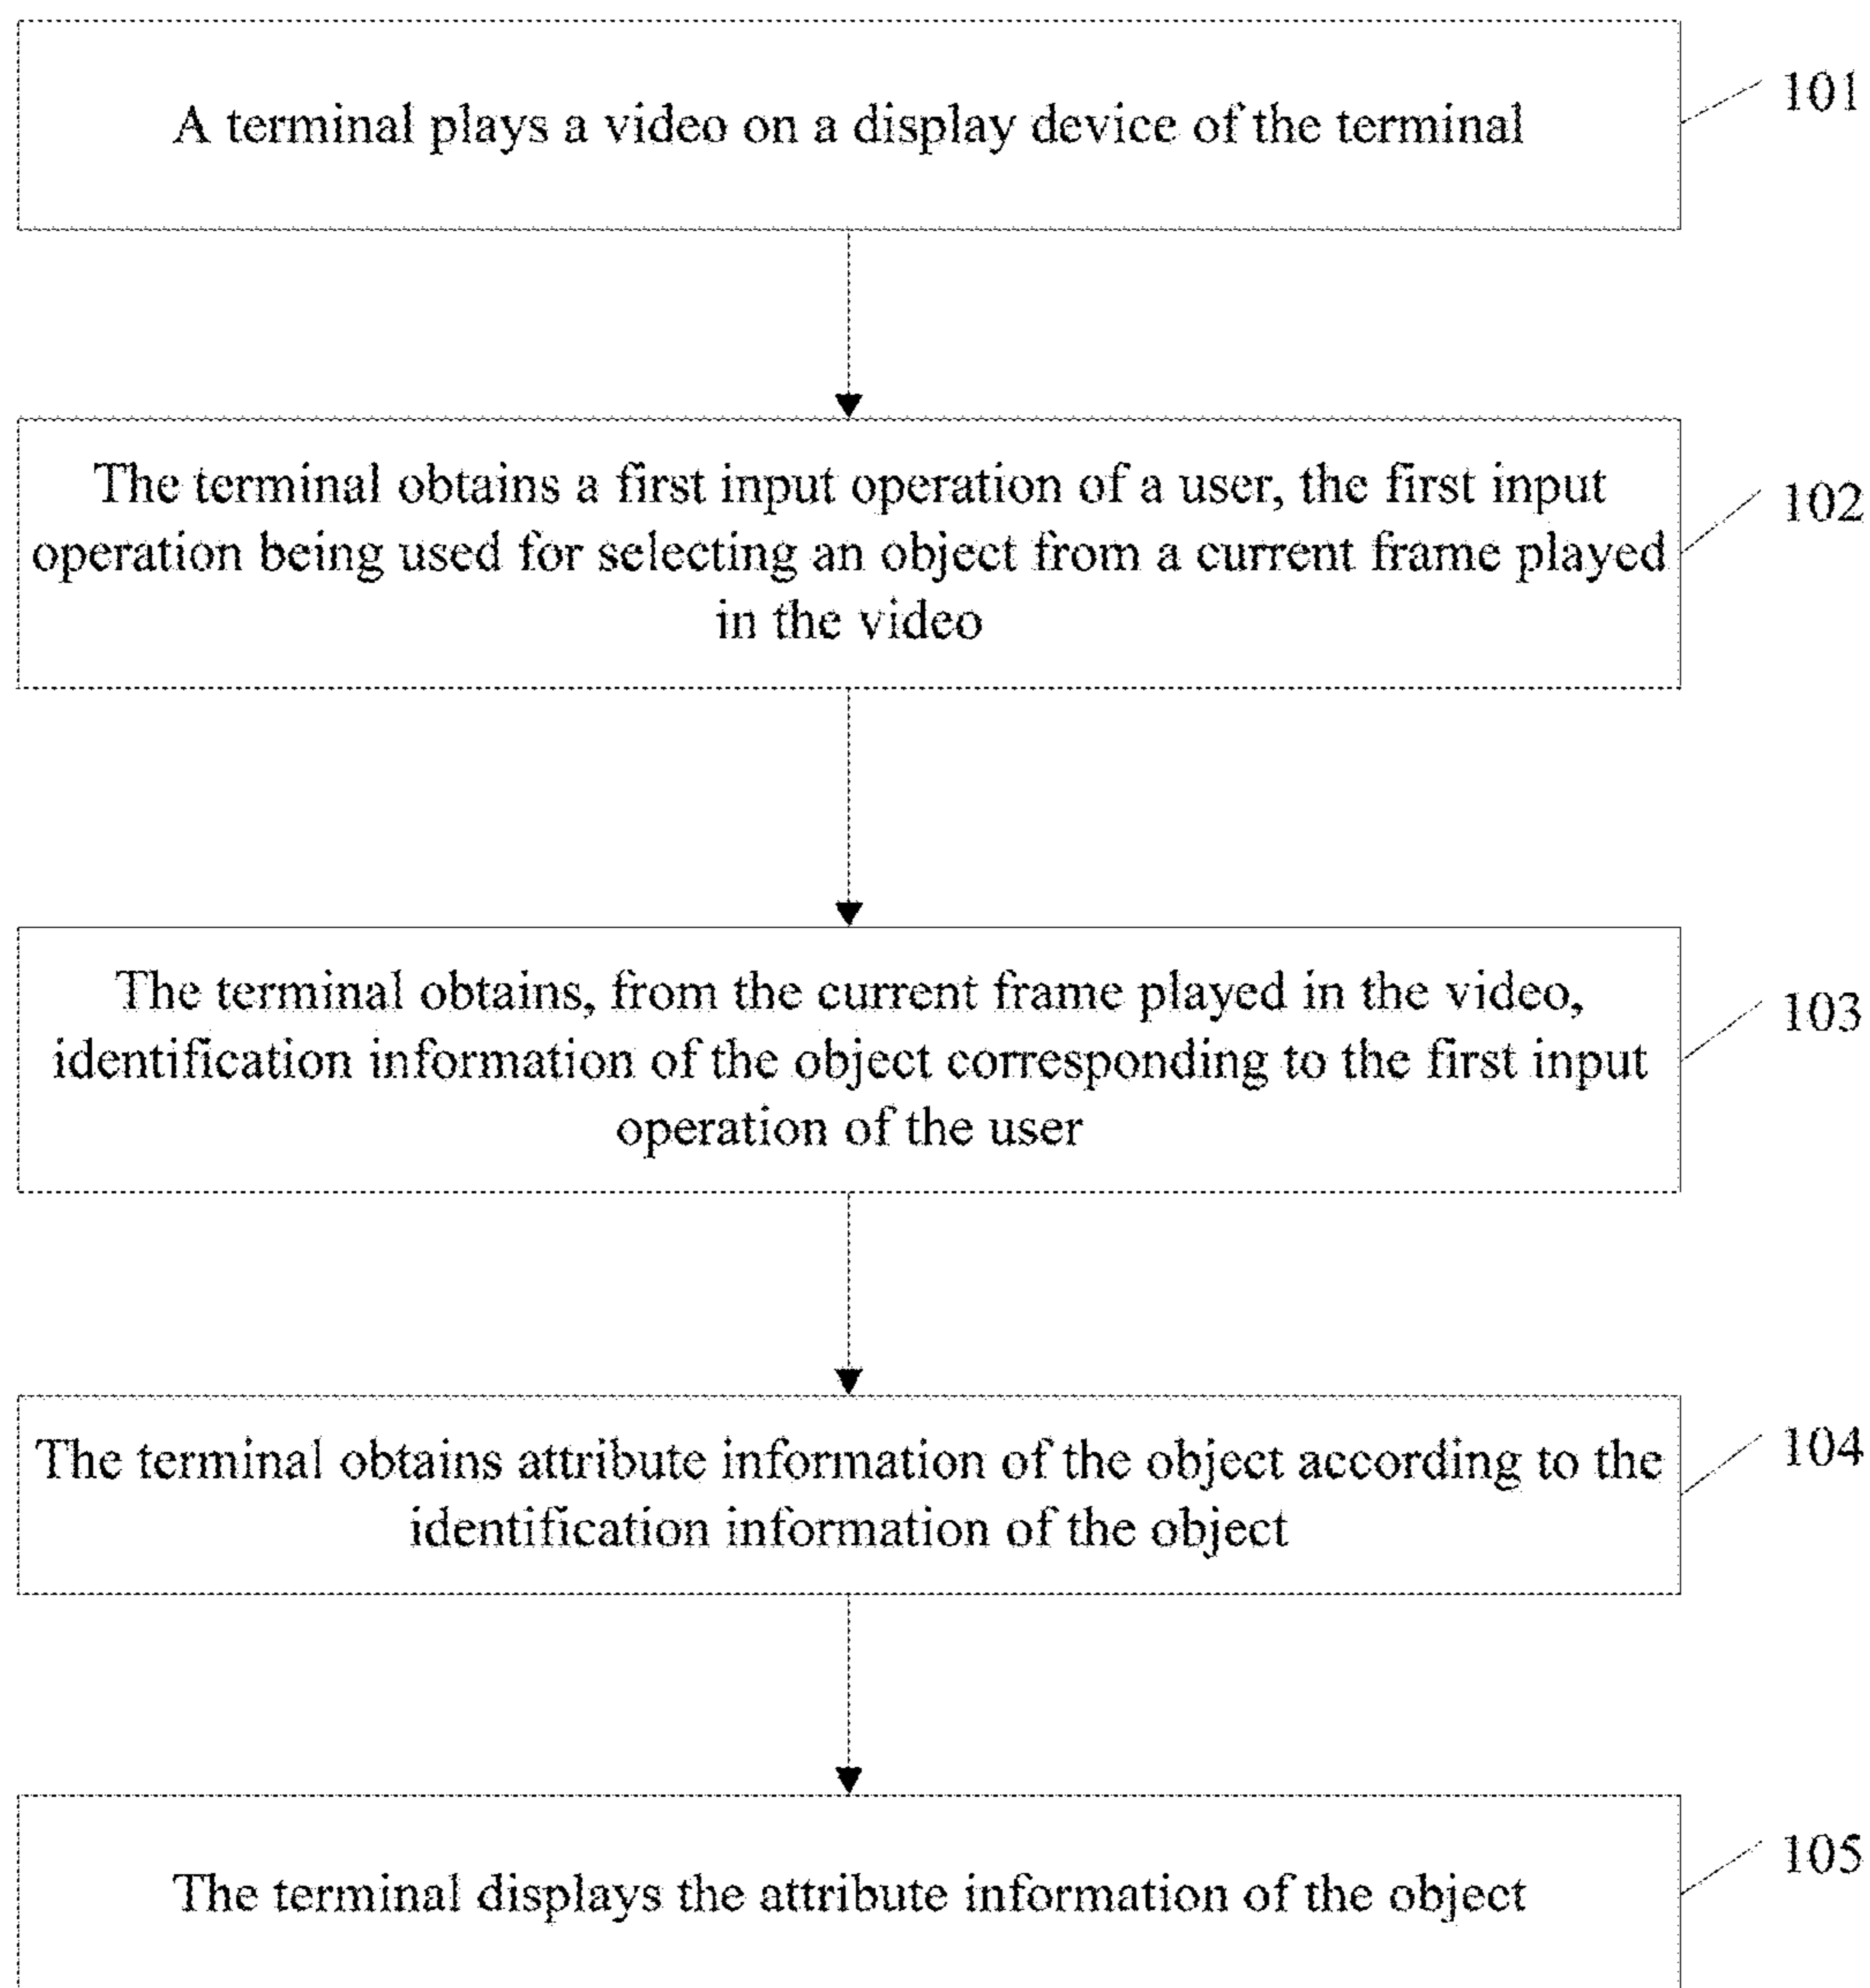 A terminal plays a video on a display device of the terminal
101
The terminal obtains a first input operation of a user, the first input
operation being used for selecting an object from a current frame played
in the video
102
The terminal obtains, from the current frame played in the video,
identification information of the object corresponding to the first input
operation of the user
103
The terminal obtains attribute information of the object according to the
identification information of the object
104
The terminal displays the attribute information of the object
105